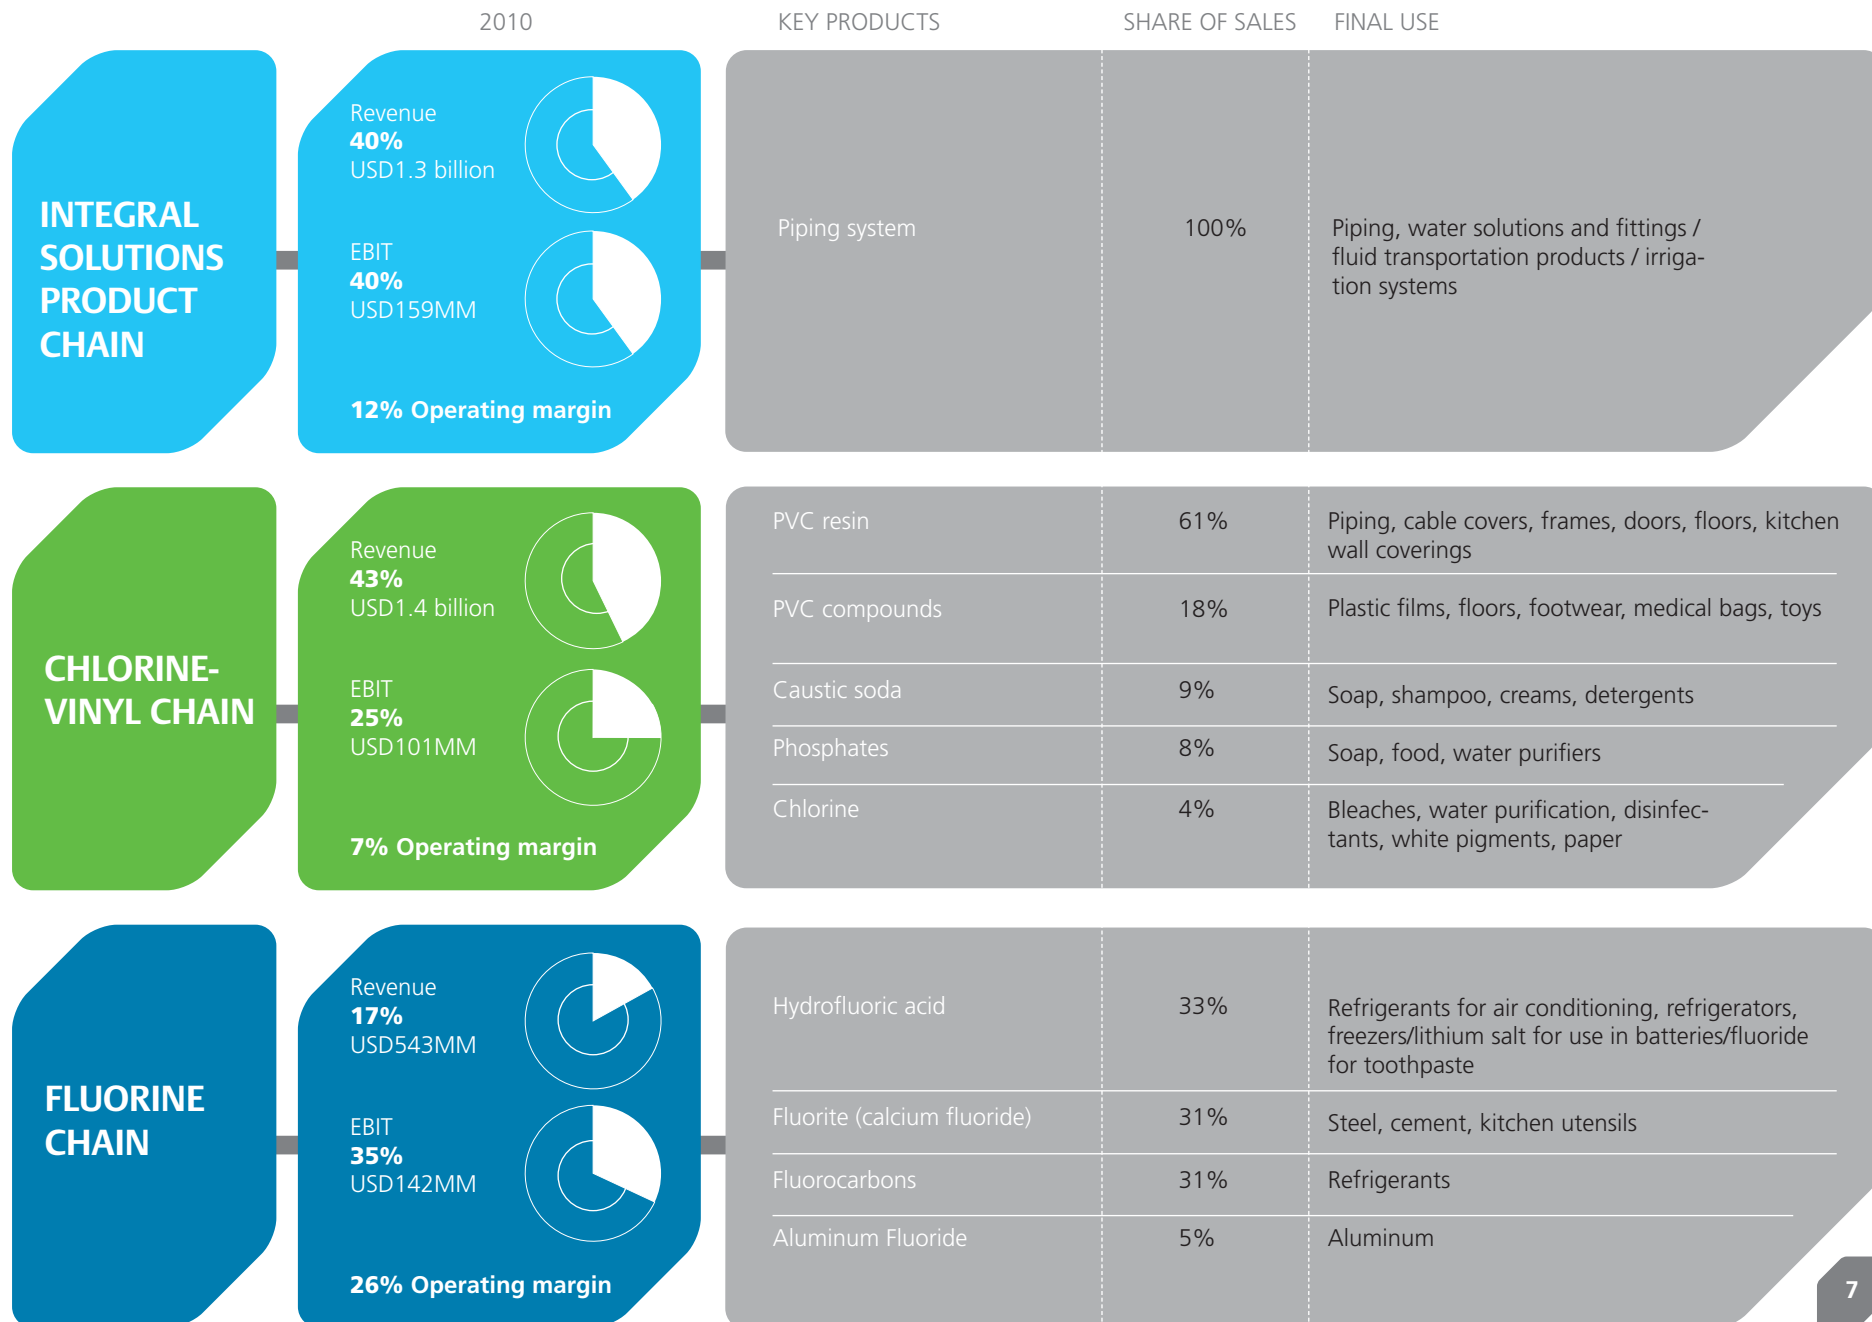 2010 KEY PRODUCTS SHARE OF SALES FINAL USE
INTEGRAL
SOLUTIONS
PRODUCT
CHAIN
Revenue
40%
USD1.3 billion
EBIT
40%
USD159MM
12% Operating margin
Piping system 100% Piping, water solutions and fittings /
fluid transportation products / irriga-
tion systems
CHLORINE-
VINYL CHAIN
Revenue
43%
USD1.4 billion
EBIT
25%
USD101MM
7% Operating margin
PVC resin 61% Piping, cable covers, frames, doors, floors, kitchen
wall coverings
PVC compounds 18% Plastic films, floors, footwear, medical bags, toys
Caustic soda 9% Soap, shampoo, creams, detergents
Phosphates 8% Soap, food, water purifiers
Chlorine 4% Bleaches, water purification, disinfec-
tants, white pigments, paper
FLUORINE
CHAIN
Revenue
17%
USD543MM
EBIT
35%
USD142MM
26% Operating margin
Hydrofluoric acid 33% Refrigerants for air conditioning, refrigerators,
freezers/lithium salt for use in batteries/fluoride
for toothpaste
Fluorite (calcium fluoride) 31% Steel, cement, kitchen utensils
Fluorocarbons 31% Refrigerants
Aluminum Fluoride 5% Aluminum
7